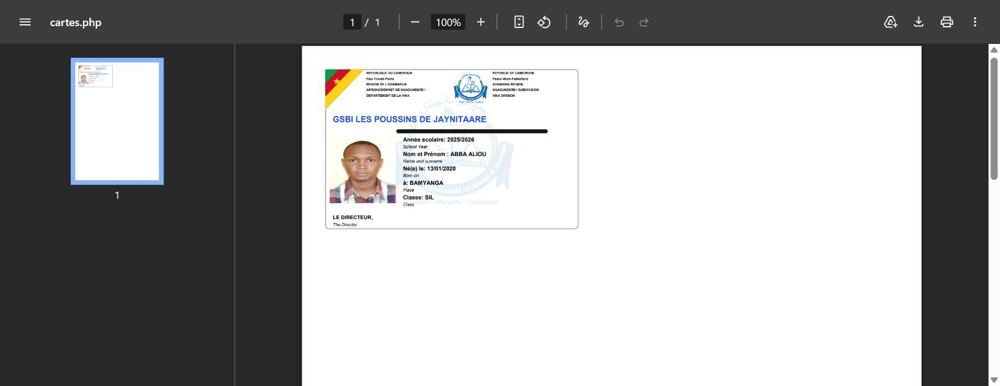 cartes.php
1 / 1
100%
REPUBLIQUE DU CAMEROUN
Paix-Travail-Patrie
REGION DE L'ADAMAOUA
ARRONDISEMNET DE NGAOUNDERE I
DEPARTEMENT DE LA VINA
REPUBLIC OF CAMEROON
Peace-Work-Fatherland
ADAMAWA REGION
NGAOUNDERE I SUBDIVISION
VINA DIVISION
GSBI LES POUSSINS DE JAYNITAARE
Année scolaire: 2025/2026
School Year
Nom et Prénom : ABBA ALIOU
Name and surname
Né(e) le: 13/01/2020
Born on
à: BAMYANGA
Place
Classe: SIL
Class
Efficacité - Excellence
LE DIRECTEUR,
The Director
1